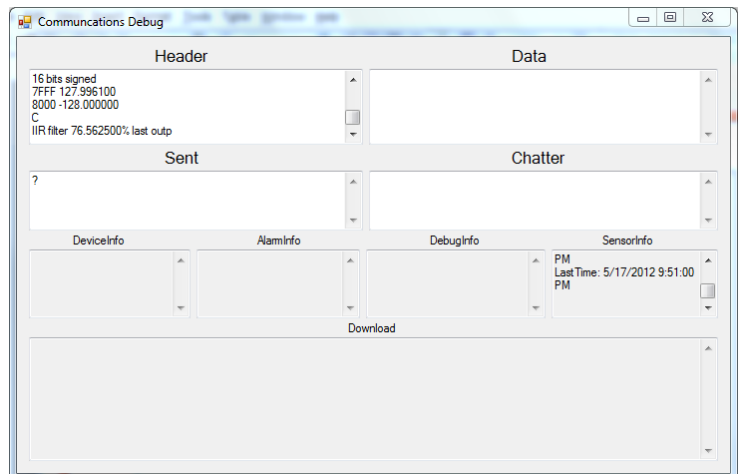 Communcations Debug
Header
Data
16 bits signed
7FFF 127.996100
8000 -128.000000
C
IIR filter 76.562500% last outp
Sent
Chatter
?
DeviceInfo
AlarmInfo
DebugInfo
SensorInfo
PM
LastTime: 5/17/2012 9:51:00
PM
Download